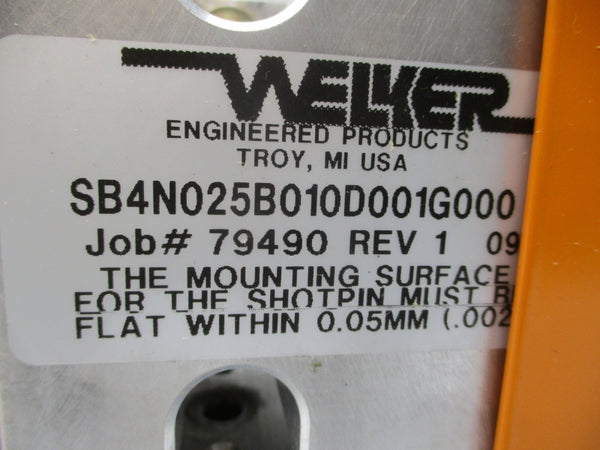 WELKER
ENGINEERED PRODUCTS
TROY, MI USA
SB4N025B010D001G000
Job# 79490 REV 1 09
THE MOUNTING SURFACE
FOR THE SHOTPIN MUST
FLAT WITHIN 0.05MM (.002